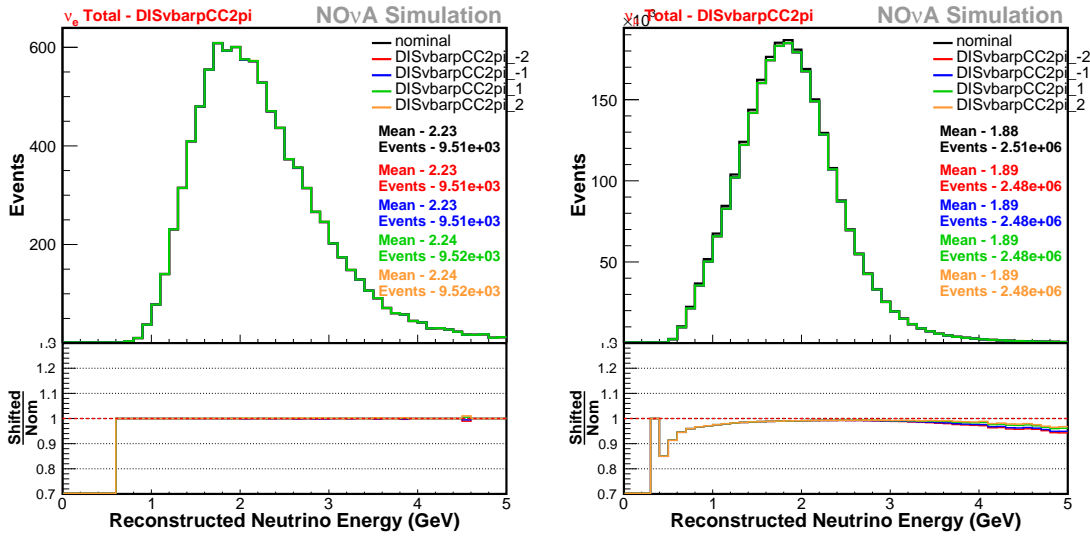 ν_e Total - DISvbarpCC2pi
NOνA Simulation
nominal
DISvbarpCC2pi_-2
DISvbarpCC2pi_-1
DISvbarpCC2pi_1
DISvbarpCC2pi_2
Mean - 2.23
Events - 9.51e+03
Mean - 2.23
Events - 9.51e+03
Mean - 2.23
Events - 9.51e+03
Mean - 2.24
Events - 9.52e+03
Mean - 2.24
Events - 9.52e+03
Events
600
400
200
1.3
1.2
1.1
1
0.9
0.8
0.7
Shifted
Nom
0 1 2 3 4 5
Reconstructed Neutrino Energy (GeV)
Total - DISvbarpCC2pi
×10³
NOνA Simulation
nominal
DISvbarpCC2pi_-2
DISvbarpCC2pi_-1
DISvbarpCC2pi_1
DISvbarpCC2pi_2
Mean - 1.88
Events - 2.51e+06
Mean - 1.89
Events - 2.48e+06
Mean - 1.89
Events - 2.48e+06
Mean - 1.89
Events - 2.48e+06
Mean - 1.89
Events - 2.48e+06
Events
150
100
50
1.3
1.2
1.1
1
0.9
0.8
0.7
Shifted
Nom
0 1 2 3 4 5
Reconstructed Neutrino Energy (GeV)